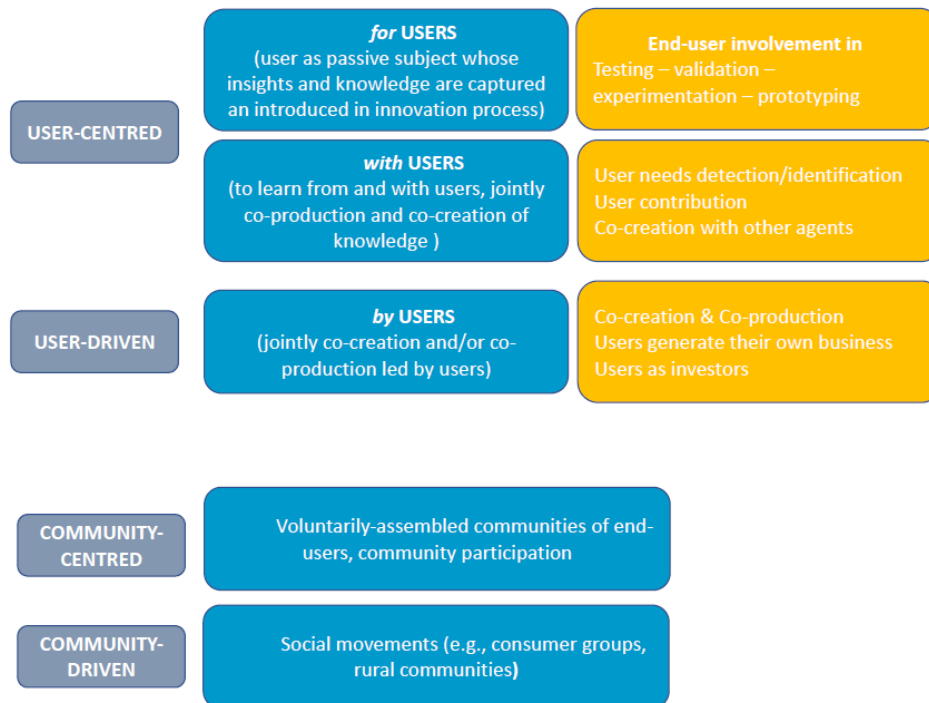 for USERS
(user as passive subject whose
insights and knowledge are captured
an introduced in innovation process)
End-user involvement in
Testing – validation –
experimentation – prototyping
USER-CENTRED
with USERS
(to learn from and with users, jointly
co-production and co-creation of
knowledge )
User needs detection/identification
User contribution
Co-creation with other agents
USER-DRIVEN
by USERS
(jointly co-creation and/or co-
production led by users)
Co-creation & Co-production
Users generate their own business
Users as investors
COMMUNITY-
CENTRED
Voluntarily-assembled communities of end-
users, community participation
COMMUNITY-
DRIVEN
Social movements (e.g., consumer groups,
rural communities)